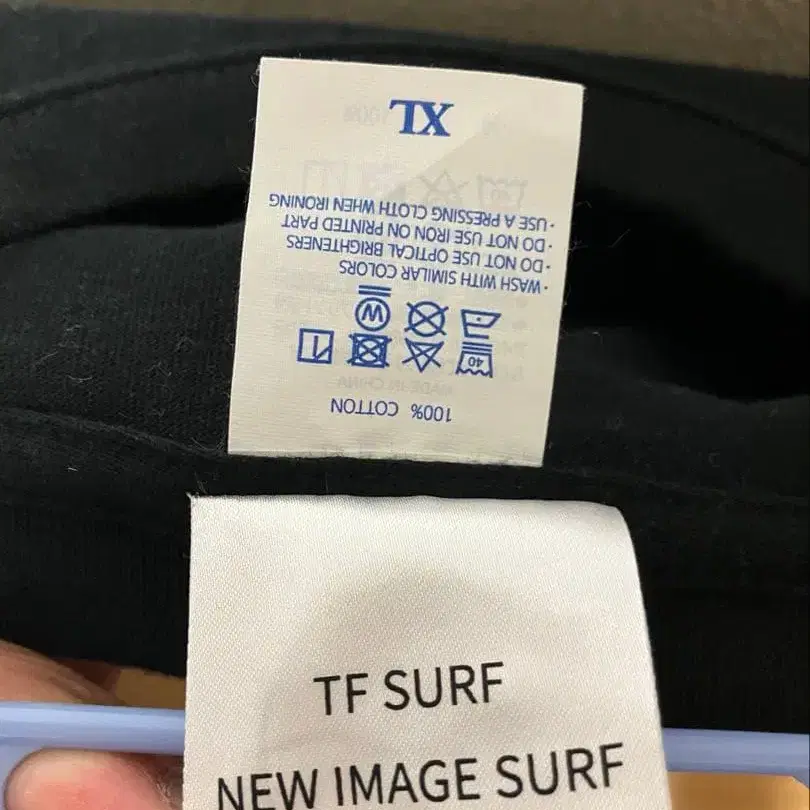 100% COTTON
40
W
• WASH WITH SIMILAR COLORS
• DO NOT USE OPTICAL BRIGHTENERS
• DO NOT USE IRON ON PRINTED PART
• USE A PRESSING CLOTH WHEN IRONING
XL
TF SURF
NEW IMAGE SURF